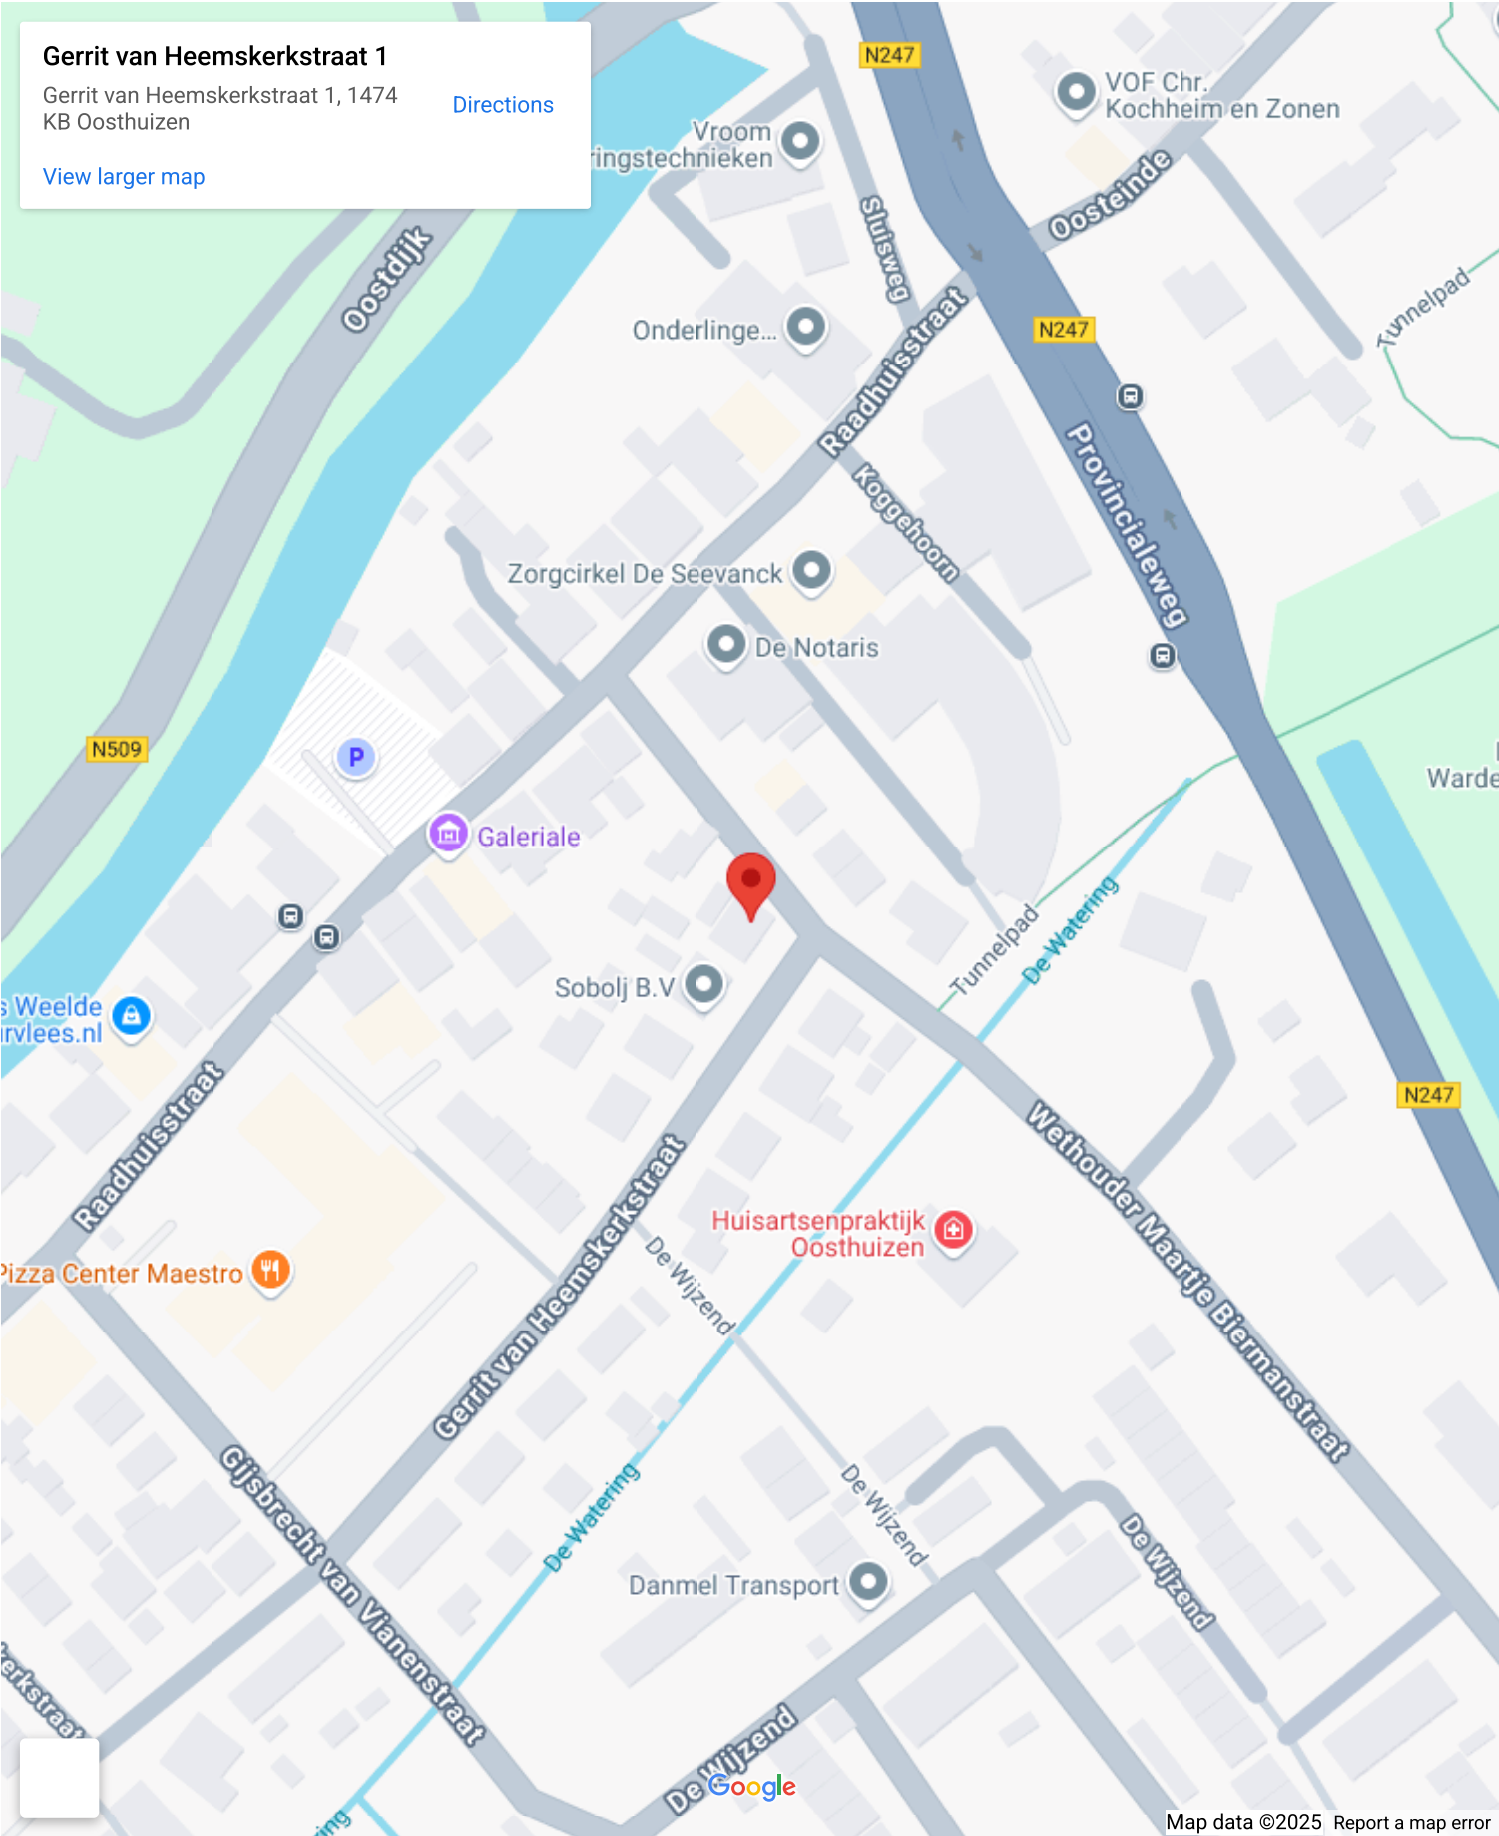 Gerrit van Heemskerkstraat 1
Gerrit van Heemskerkstraat 1, 1474
KB Oosthuizen
Directions
View larger map
N247
VOF Chr.
Kochheim en Zonen
Vroom
ringstechnieken
Oosteinde
Sluisweg
Oostdijk
Tunnelpad
Onderlinge...
N247
Raadhuisstraat
Koggehoorn
Provincialeweg
Zorgcirkel De Seevanck
De Notaris
N509
P
Warde
Galeriale
De Watering
Tunnelpad
Sobolj B.V
s Weelde
rvlees.nl
N247
Raadhuisstraat
Wethouder Maartje Biermanstraat
Gerrit van Heemskerkstraat
Huisartsenpraktijk
Oosthuizen
Pizza Center Maestro
De Wijzend
Gijsbrecht van Vianenstraat
De Watering
De Wijzend
De Wijzend
Danmel Transport
erkstraat
De Wijzend
Google
ring
Map data ©2025
Report a map error